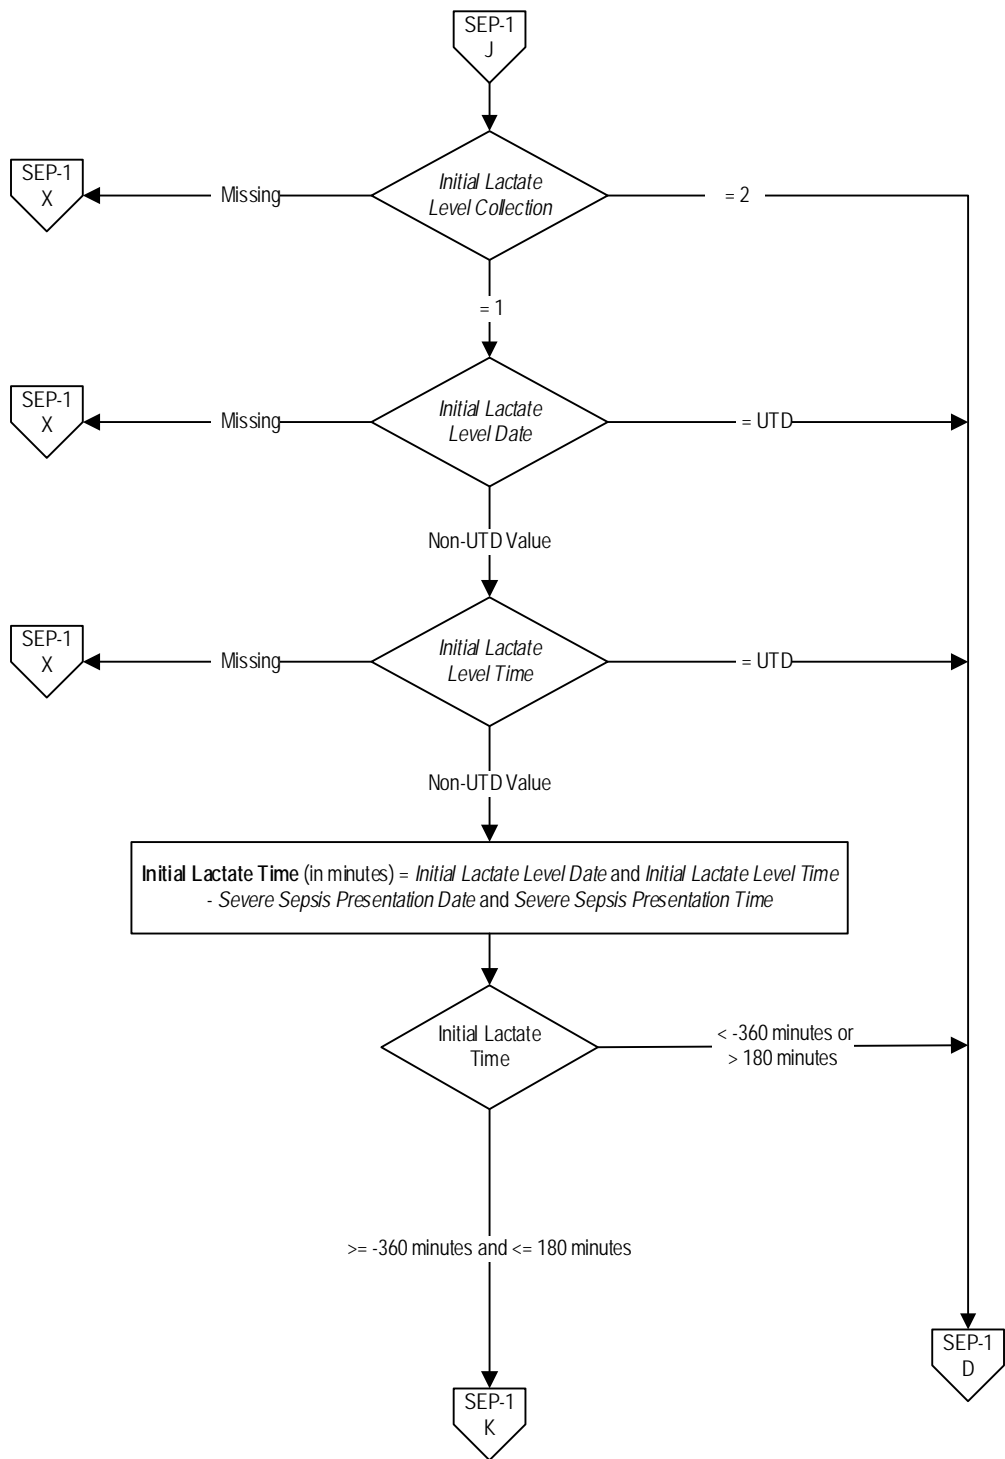 SEP-1
J
SEP-1
X
Missing
Initial Lactate
Level Collection
= 2
= 1
SEP-1
X
Missing
Initial Lactate
Level Date
= UTD
Non-UTD Value
SEP-1
X
Missing
Initial Lactate
Level Time
= UTD
Non-UTD Value
Initial Lactate Time (in minutes) = Initial Lactate Level Date and Initial Lactate Level Time
- Severe Sepsis Presentation Date and Severe Sepsis Presentation Time
Initial Lactate
Time
< -360 minutes or
> 180 minutes
>= -360 minutes and <= 180 minutes
SEP-1
D
SEP-1
K